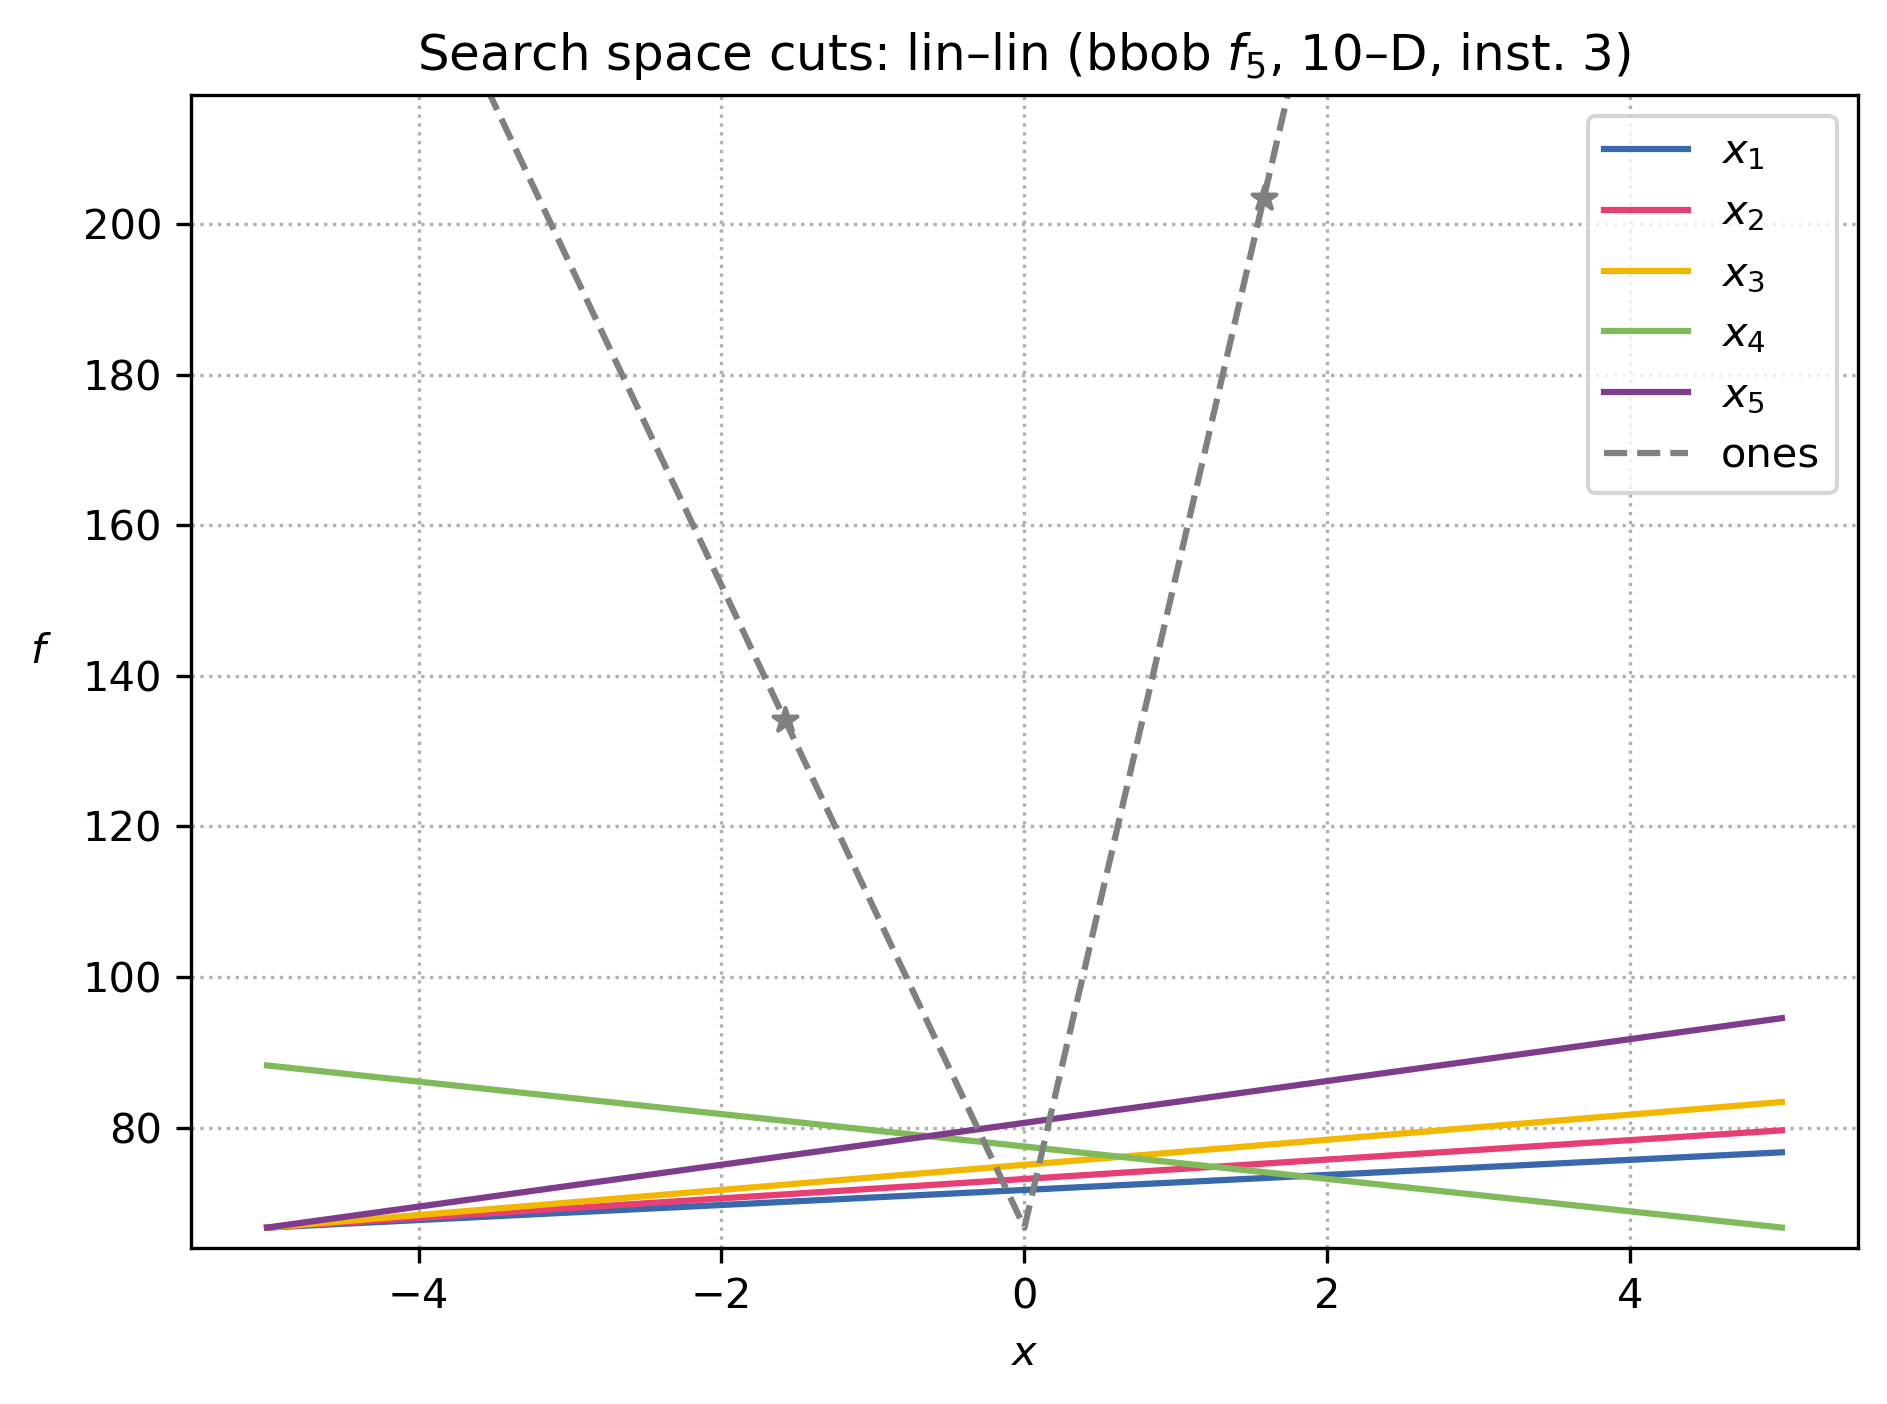 Search space cuts: lin–lin (bbob f₅, 10–D, inst. 3)
x₁
x₂
x₃
x₄
x₅
ones
f
200
180
160
140
120
100
80
−4 −2 0 2 4
x